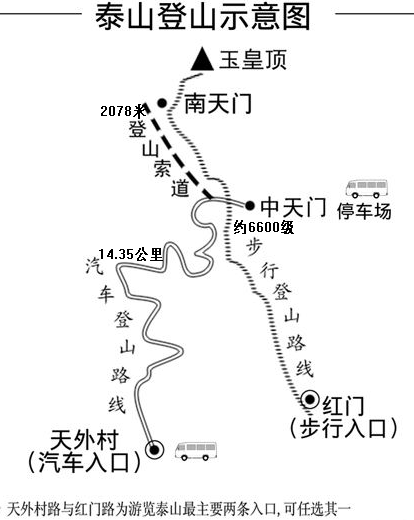 泰山登山示意图
玉皇顶
2078米
南天门
登山索道
中天门
停车场
约6600级
14.35公里
汽车登山路线
步行登山路线
红门
（步行入口）
天外村
（汽车入口）
天外村路与红门路为游览泰山最主要两条入口,可任选其一